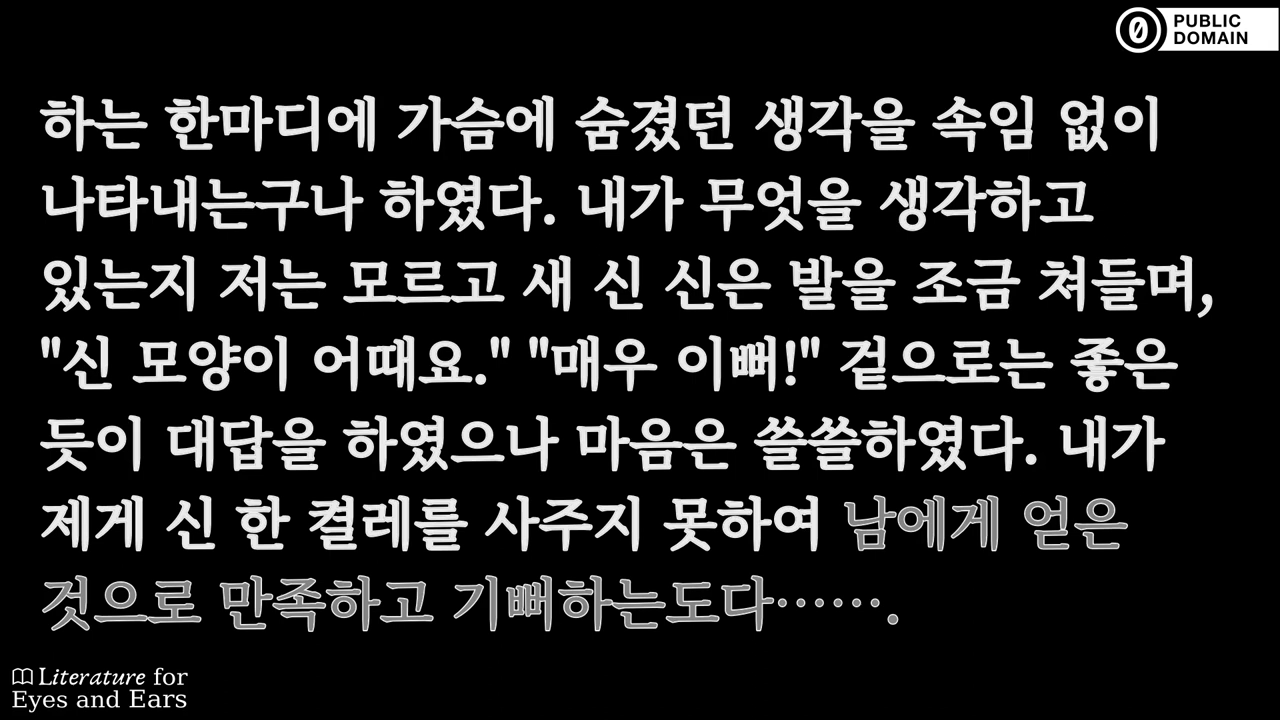 PUBLIC
DOMAIN
하는 한마디에 가슴에 숨겼던 생각을 속임 없이
나타내는구나 하였다. 내가 무엇을 생각하고
있는지 저는 모르고 새 신 신은 발을 조금 쳐들며,
"신 모양이 어때요." "매우 이뻐!" 겉으로는 좋은
듯이 대답을 하였으나 마음은 쓸쓸하였다. 내가
제게 신 한 켤레를 사주지 못하여 남에게 얻은
것으로 만족하고 기뻐하는도다⋯⋯.
Literature for
Eyes and Ears